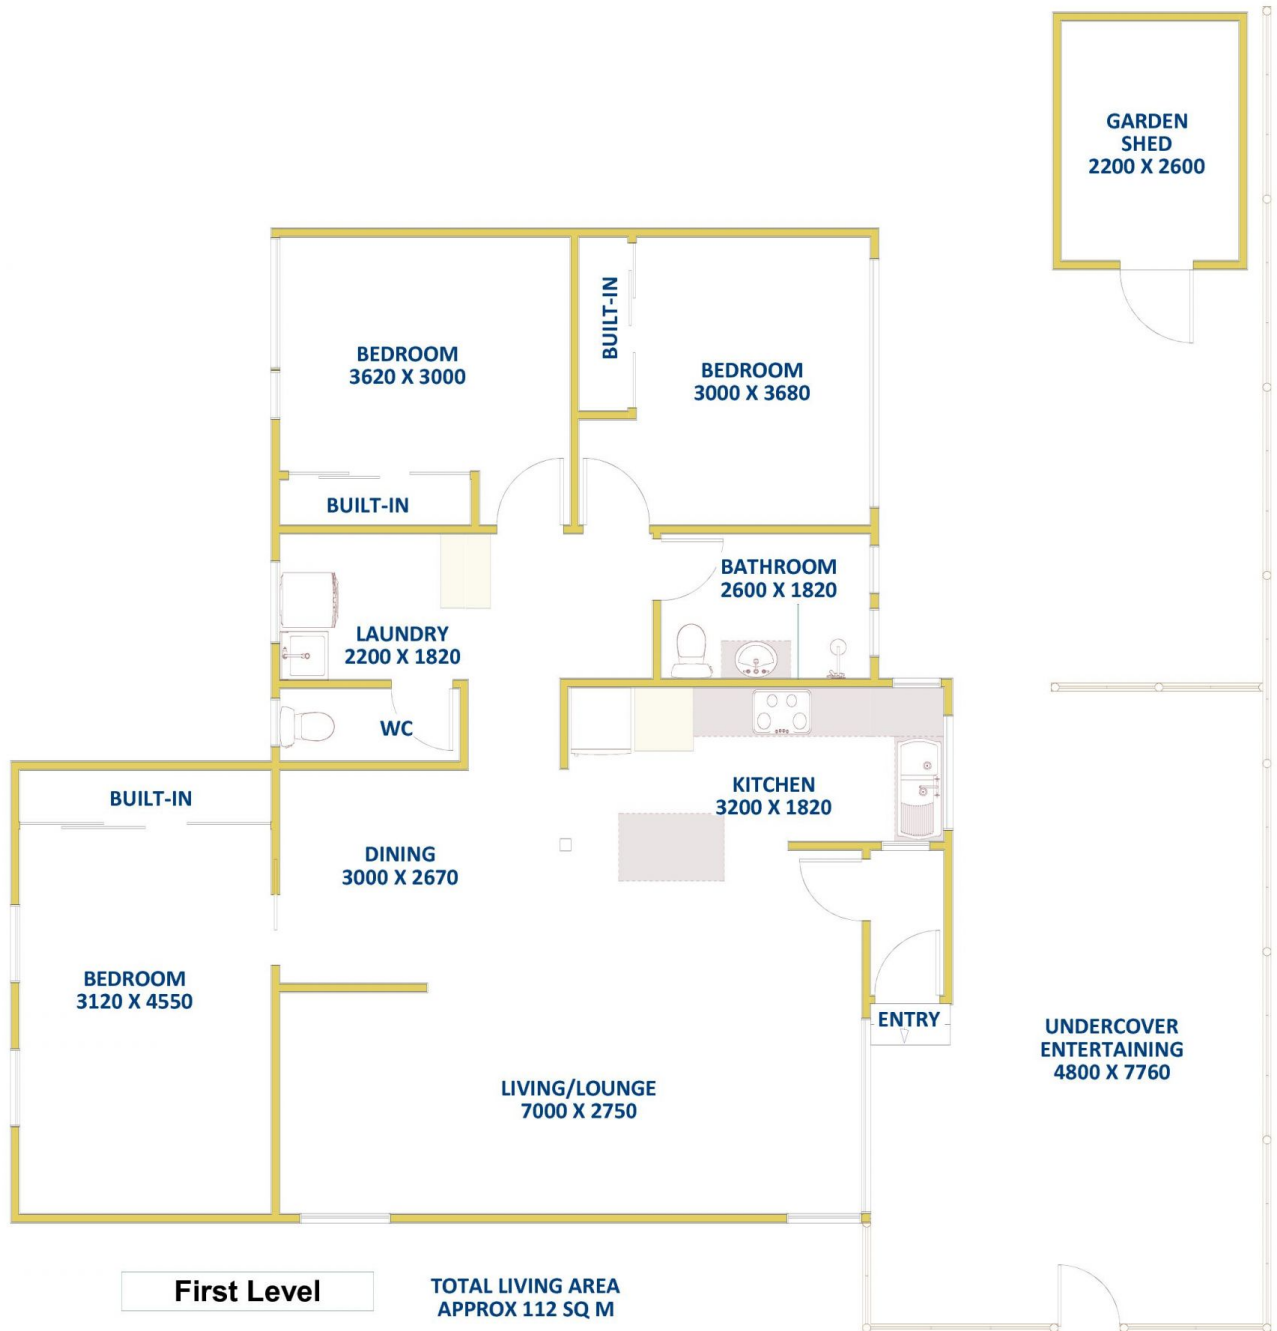 GARDEN
SHED
2200 X 2600
BUILT-IN
BEDROOM
3620 X 3000
BEDROOM
3000 X 3680
BUILT-IN
BATHROOM
2600 X 1820
LAUNDRY
2200 X 1820
WC
BUILT-IN
KITCHEN
3200 X 1820
DINING
3000 X 2670
BEDROOM
3120 X 4550
ENTRY
UNDERCOVER
ENTERTAINING
4800 X 7760
LIVING/LOUNGE
7000 X 2750
First Level
TOTAL LIVING AREA
APPROX 112 SQ M